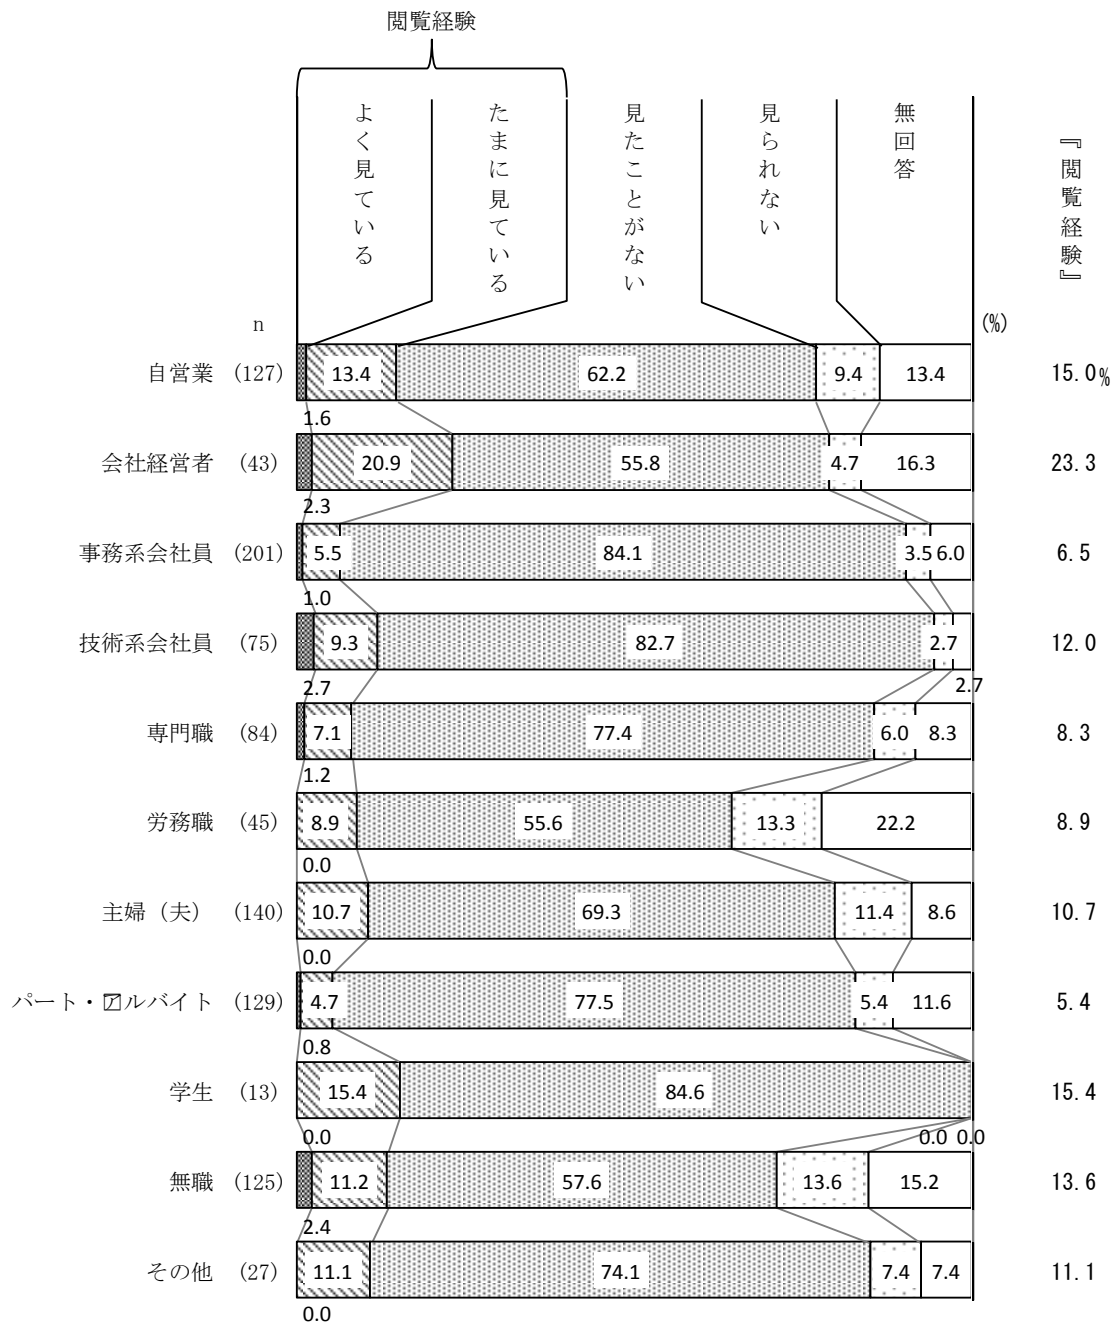 閲覧経験
よく見ている
たまに見ている
見たことがない
見られない
無回答
『閲覧経験』
n
(%)
自営業 (127) 13.4 62.2 9.4 13.4 15.0%
1.6
会社経営者 (43) 20.9 55.8 4.7 16.3 23.3
2.3
事務系会社員 (201) 5.5 84.1 3.5 6.0 6.5
1.0
技術系会社員 (75) 9.3 82.7 2.7 12.0
2.7 2.7
専門職 (84) 7.1 77.4 6.0 8.3 8.3
1.2
労務職 (45) 8.9 55.6 13.3 22.2 8.9
0.0
主婦（夫） (140) 10.7 69.3 11.4 8.6 10.7
0.0
パート・アルバイト (129) 4.7 77.5 5.4 11.6 5.4
0.8
学生 (13) 15.4 84.6 15.4
0.0 0.0 0.0
無職 (125) 11.2 57.6 13.6 15.2 13.6
2.4
その他 (27) 11.1 74.1 7.4 7.4 11.1
0.0